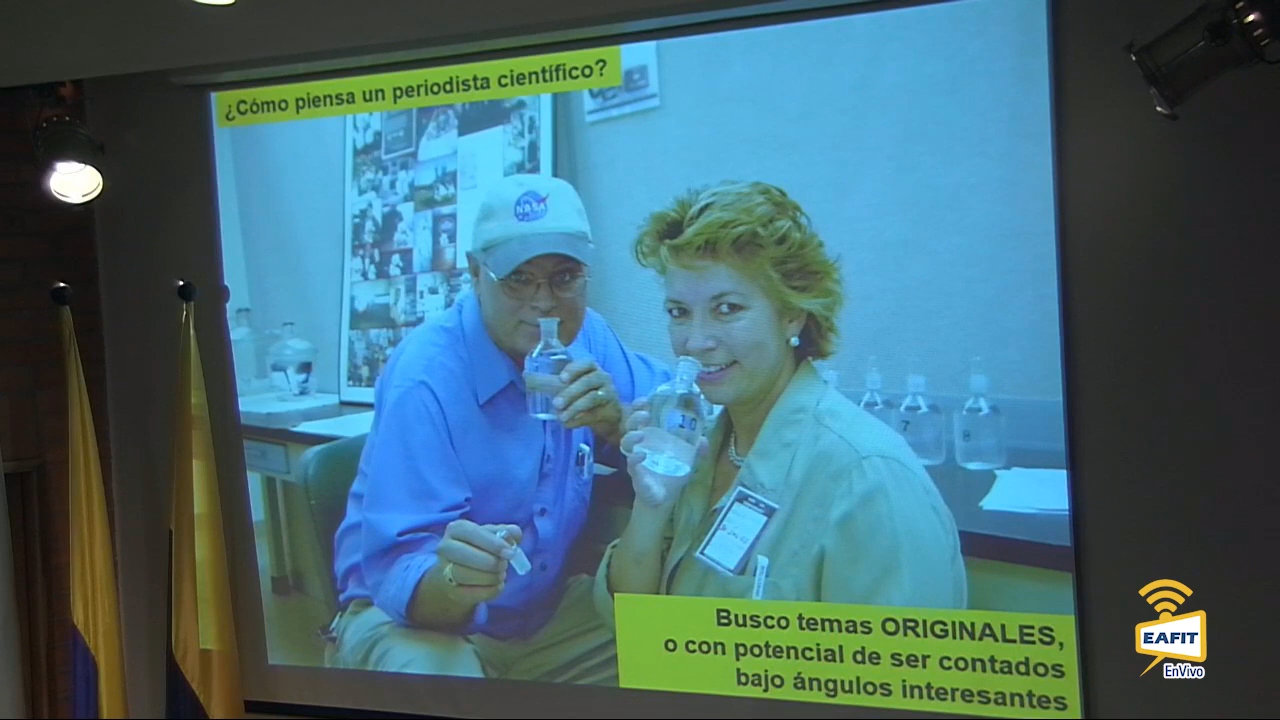 ¿Cómo piensa un periodista científico?
NASA
10
7
8
Busco temas ORIGINALES,
o con potencial de ser contados
bajo ángulos interesantes
EAFIT
EnVivo